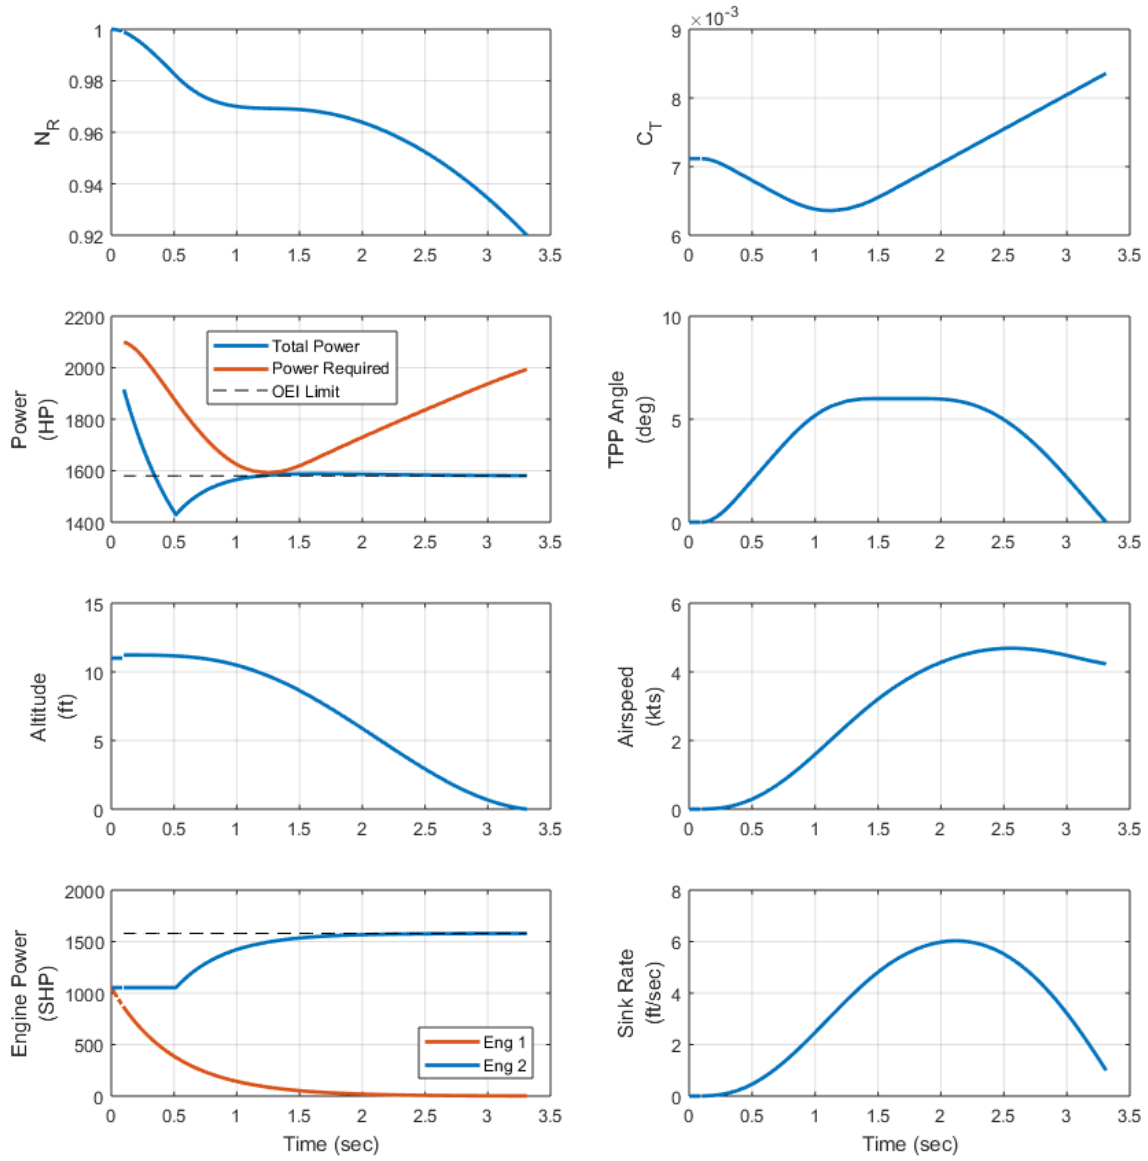 1
0.98
0.96
0.94
0.92
N_R
0 0.5 1 1.5 2 2.5 3 3.5
×10^-3
9
8
7
6
C_T
0 0.5 1 1.5 2 2.5 3 3.5
2200
2000
1800
1600
1400
Power
(HP)
Total Power
Power Required
OEI Limit
0 0.5 1 1.5 2 2.5 3 3.5
10
5
0
TPP Angle
(deg)
0 0.5 1 1.5 2 2.5 3 3.5
15
10
5
0
Altitude
(ft)
0 0.5 1 1.5 2 2.5 3 3.5
6
4
2
0
Airspeed
(kts)
0 0.5 1 1.5 2 2.5 3 3.5
2000
1500
1000
500
0
Engine Power
(SHP)
Eng 1
Eng 2
0 0.5 1 1.5 2 2.5 3 3.5
Time (sec)
8
6
4
2
0
Sink Rate
(ft/sec)
0 0.5 1 1.5 2 2.5 3 3.5
Time (sec)